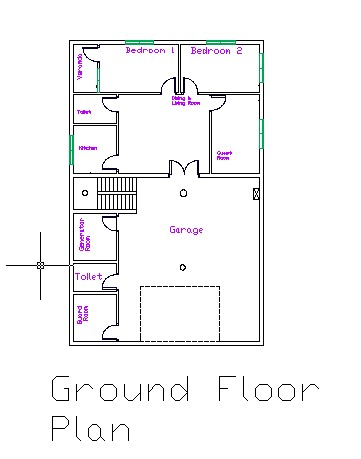 Bedroom 1
Bedroom 2
Veranda
Dining &
Living Room
Toilet
Kitchen
Guest
Room
Generator
Room
Garage
Toilet
Guard
Room
Ground Floor
Plan